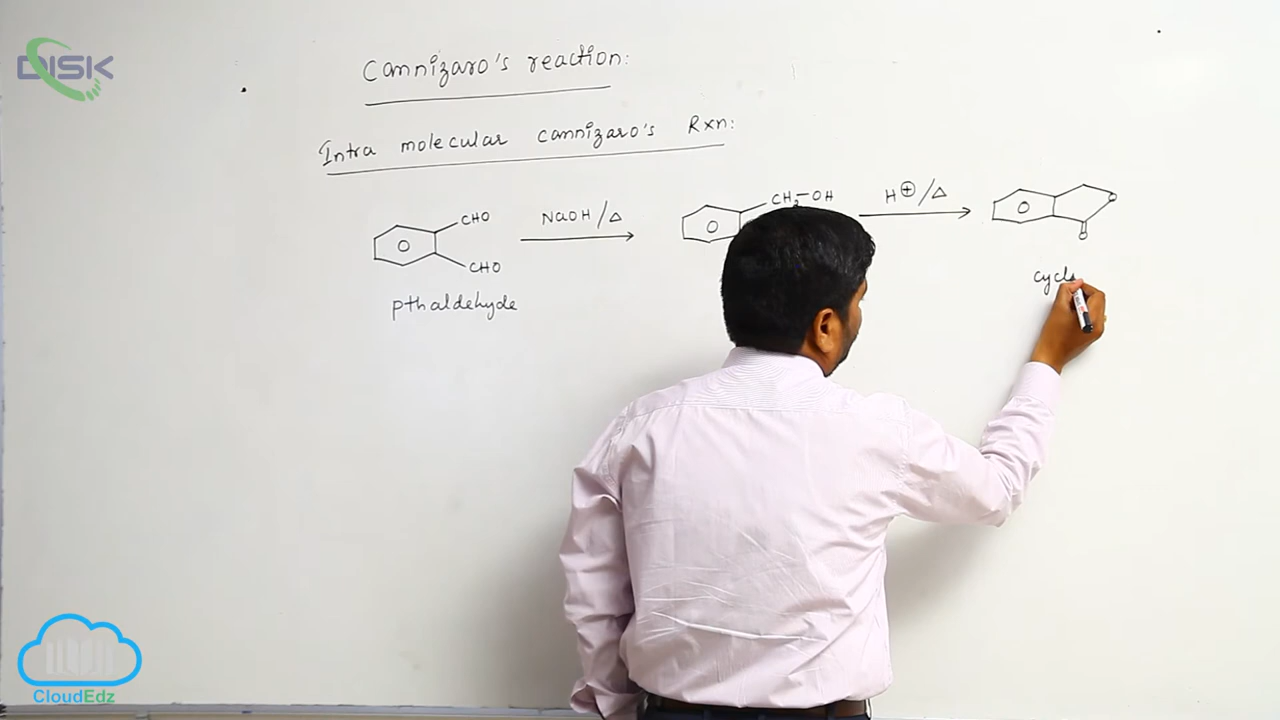 DISK
Cannizaro's reaction:
Intra molecular cannizaro's Rxn:
CHO
CHO
NaOH/△
CH₂-OH
H⊕/△
O
O
pthaldehyde
cycl
CloudEdz